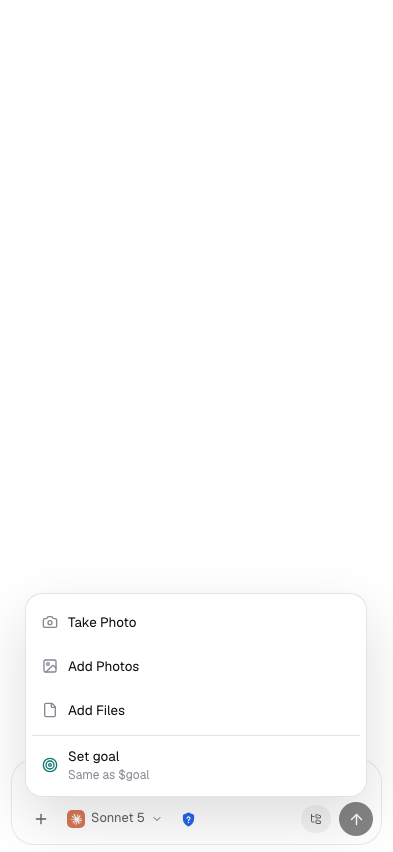 Take Photo
Add Photos
Add Files
Set goal
Same as $goal
Sonnet 5